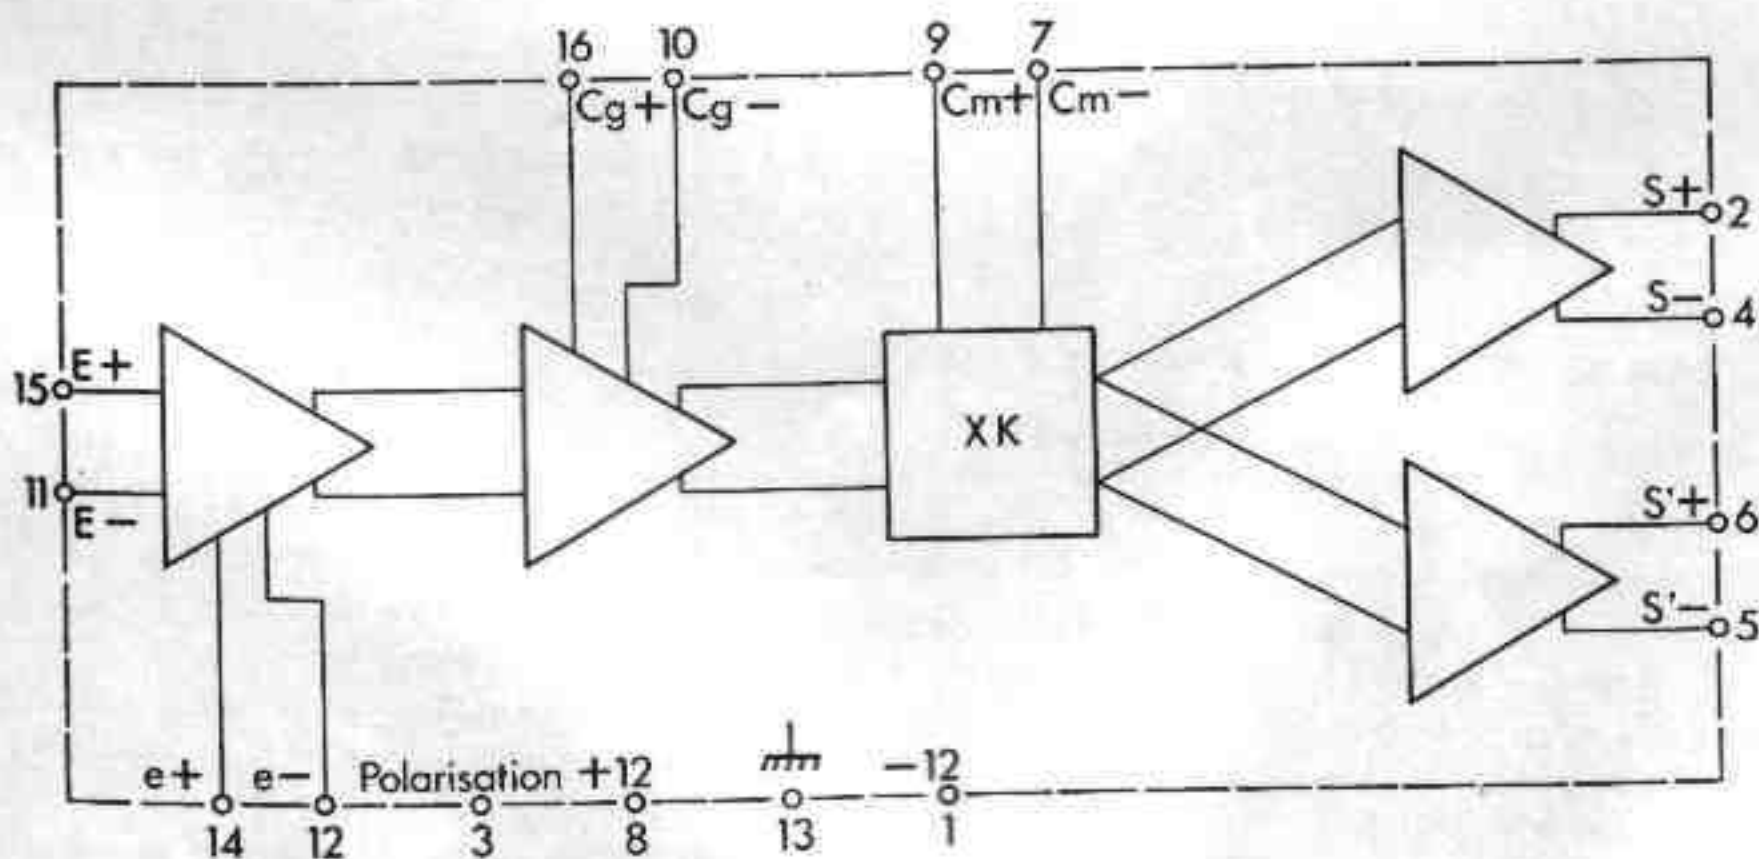 16 10 9 7
Cg+ Cg− Cm+ Cm−
S+ 2
S− 4
15 E+
XK
11 E−
S'+ 6
S'− 5
e+ e− Polarisation +12 −12
14 12 3 8 13 1